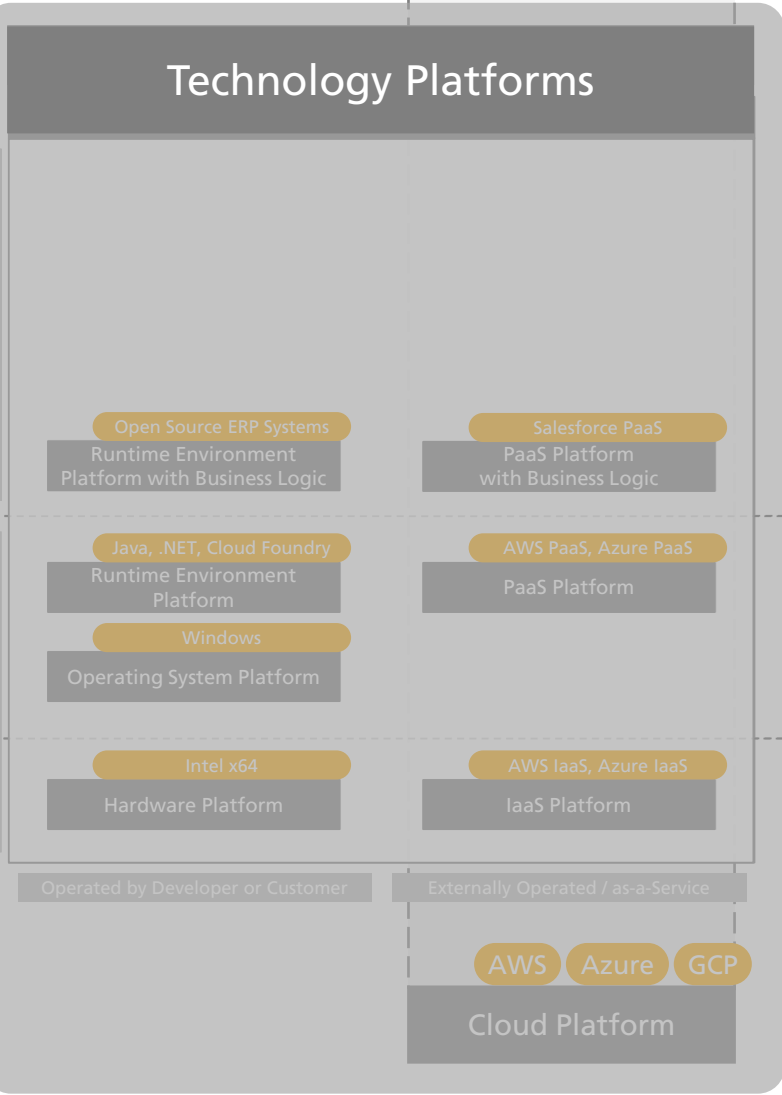 Technology Platforms
Open Source ERP Systems
Runtime Environment
Platform with Business Logic
Salesforce PaaS
PaaS Platform
with Business Logic
Java, .NET, Cloud Foundry
Runtime Environment
Platform
AWS PaaS, Azure PaaS
PaaS Platform
Windows
Operating System Platform
Intel x64
Hardware Platform
AWS IaaS, Azure IaaS
IaaS Platform
Operated by Developer or Customer
Externally Operated / as-a-Service
AWS
Azure
GCP
Cloud Platform